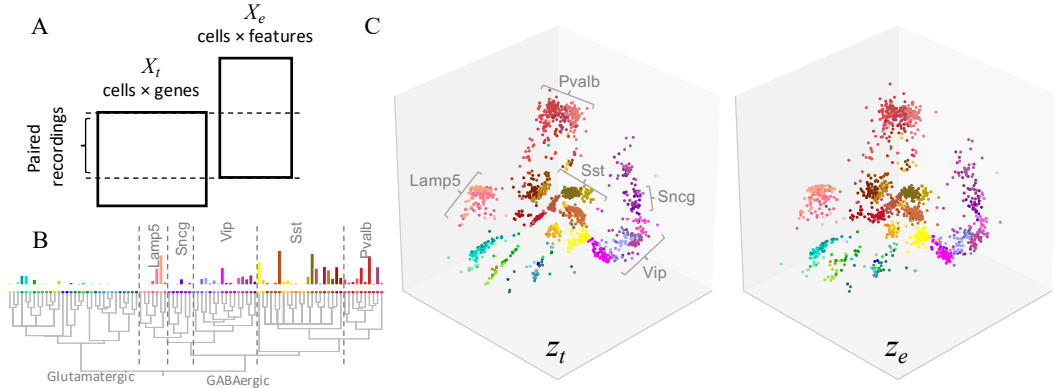 A
X_e
cells × features
X_t
cells × genes
Paired
recordings
B
Lamp5
Sncg
Vip
Sst
Pvalb
Glutamatergic
GABAergic
C
Pvalb
Sst
Lamp5
Sncg
Vip
z_t
z_e